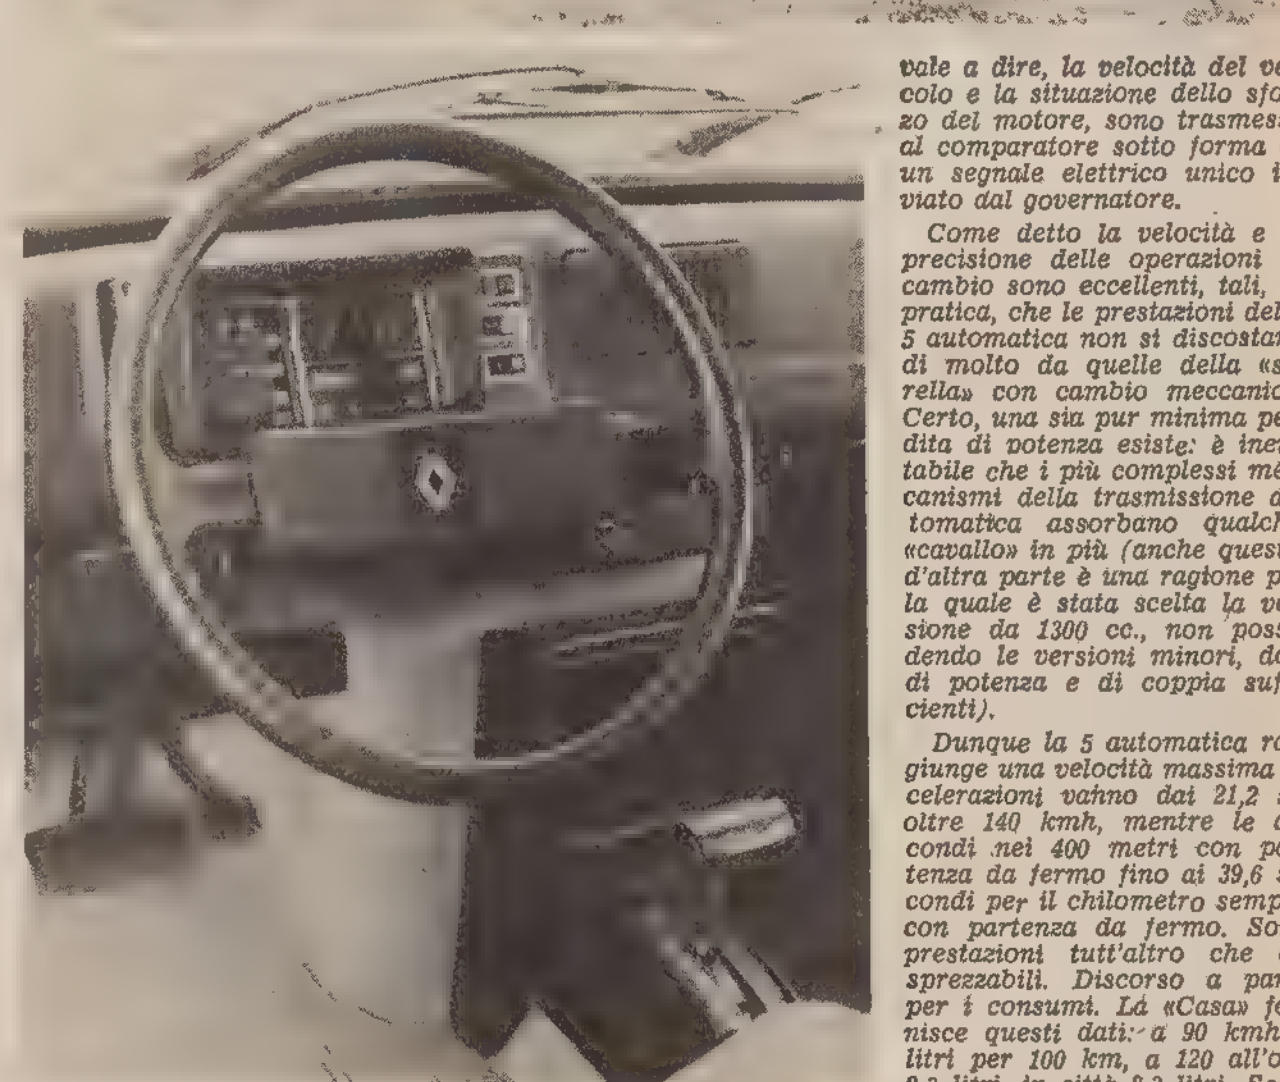 vale a dire, la velocità del ve
colo e la situazione dello sfo
zo del motore, sono trasmes
al comparatore sotto forma
un segnale elettrico unico i
viato dal governatore.
Come detto la velocità e
precisione delle operazioni
cambio sono eccellenti, tali,
pratica, che le prestazioni del
5 automatica non si discostan
di molto da quelle della «s
rella» con cambio meccanic
Certo, una sia pur minima pe
dita di potenza esiste: è ine
tabile che i più complessi mè
canismi della trasmissione a
tomatica assorbano qualch
«cavallo» in più (anche quest
d'altra parte è una ragione p
la quale è stata scelta la ve
sione da 1300 cc., non poss
dendo le versioni minori, do
di potenza e di coppia suf
cienti).
Dunque la 5 automatica ra
giunge una velocità massima
celerazioni vanno dai 21,2 s
oltre 140 kmh, mentre le a
condi nei 400 metri con pa
tenza da fermo fino ai 39,6 s
condi per il chilometro semp
con partenza da fermo. So
prestazioni tutt'altro che
sprezzabili. Discorso a par
per i consumi. La «Casa» fo
nisce questi dati: a 90 kmh
litri per 100 km, a 120 all'o
litri in città litri.